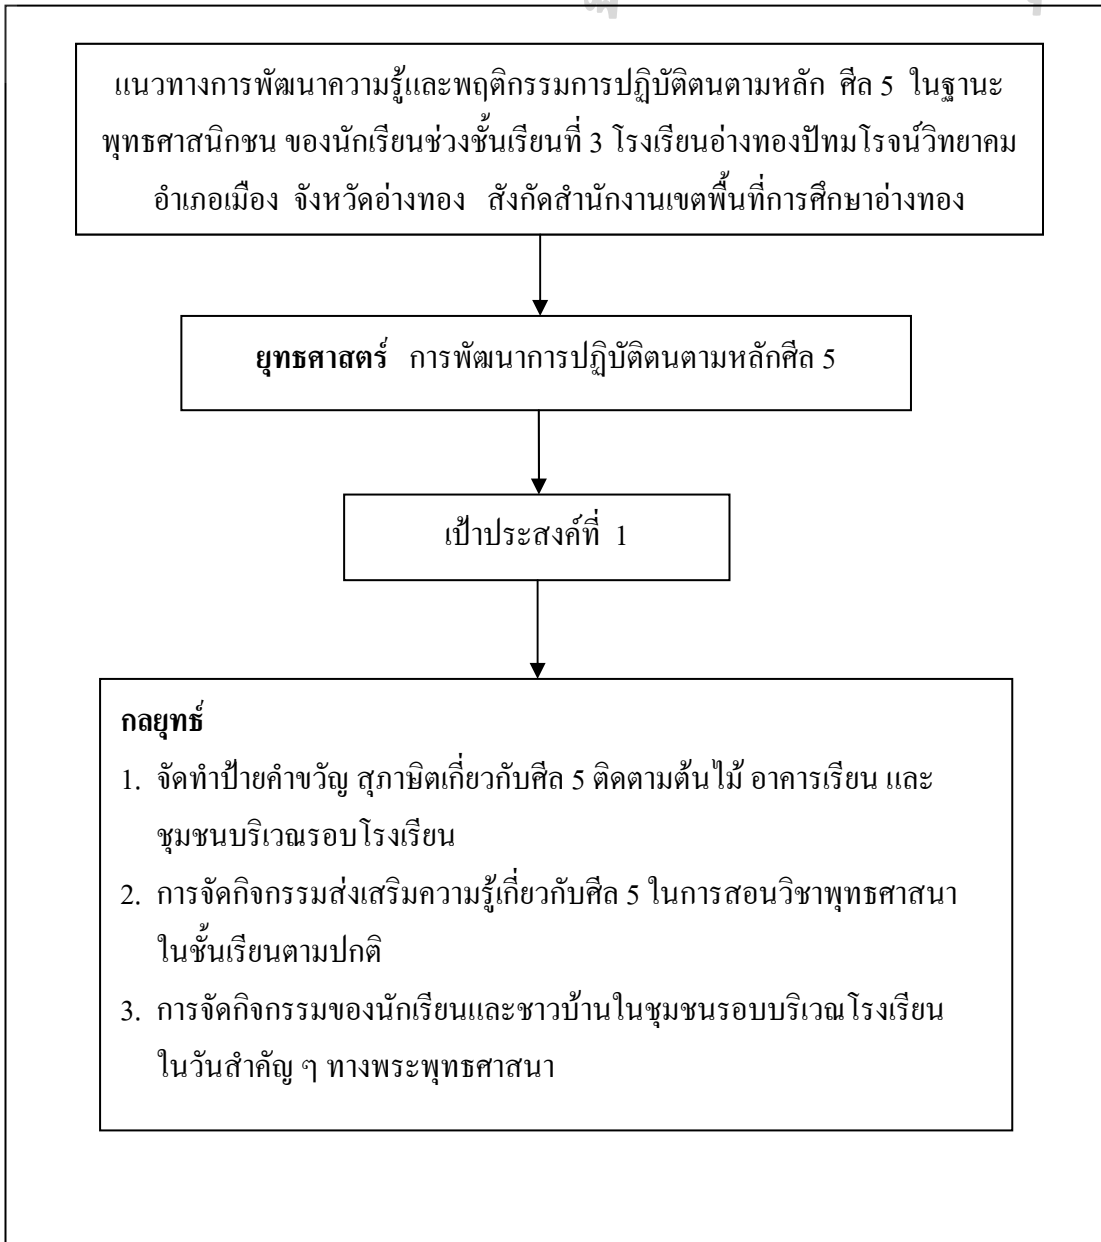 แนวทางการพัฒนาความรู้และพฤติกรรมการปฏิบัติตนตามหลัก ศีล 5 ในฐานะ
พุทธศาสนิกชน ของนักเรียนช่วงชั้นเรียนที่ 3 โรงเรียนอ่างทองปัทมโรจน์วิทยาคม
อำเภอเมือง จังหวัดอ่างทอง สังกัดสำนักงานเขตพื้นที่การศึกษาอ่างทอง
ยุทธศาสตร์ การพัฒนาการปฏิบัติตนตามหลักศีล 5
เป้าประสงค์ที่ 1
กลยุทธ์
1. จัดทำป้ายคำขวัญ สุภาษิตเกี่ยวกับศีล 5 ติดตามต้นไม้ อาคารเรียน และ
ชุมชนบริเวณรอบโรงเรียน
2. การจัดกิจกรรมส่งเสริมความรู้เกี่ยวกับศีล 5 ในการสอนวิชาพุทธศาสนา
ในชั้นเรียนตามปกติ
3. การจัดกิจกรรมของนักเรียนและชาวบ้านในชุมชนรอบบริเวณโรงเรียน
ในวันสำคัญ ๆ ทางพระพุทธศาสนา